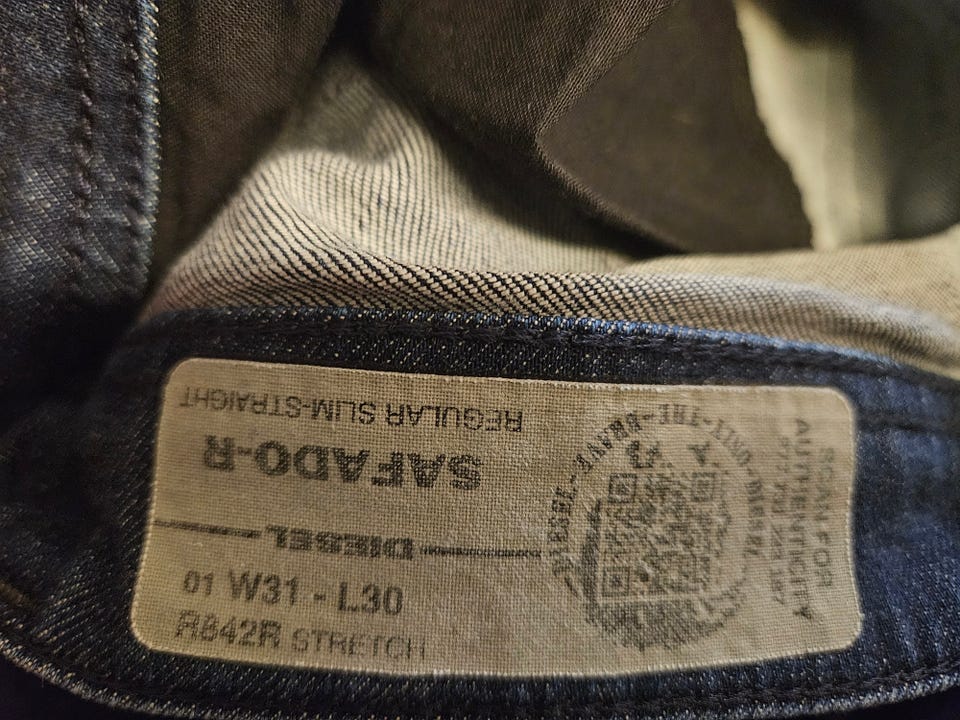 REGULAR SLIM-STRAIGHT
SAFADO-R
DIESEL
01 W31 - L30
R842R STRETCH
SCAN FOR
AUTHENTICITY